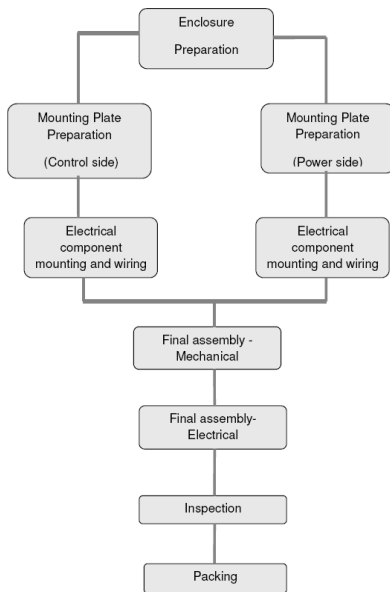 Enclosure
Preparation
Mounting Plate
Preparation
(Control side)
Mounting Plate
Preparation
(Power side)
Electrical
component
mounting and wiring
Electrical
component
mounting and wiring
Final assembly -
Mechanical
Final assembly-
Electrical
Inspection
Packing